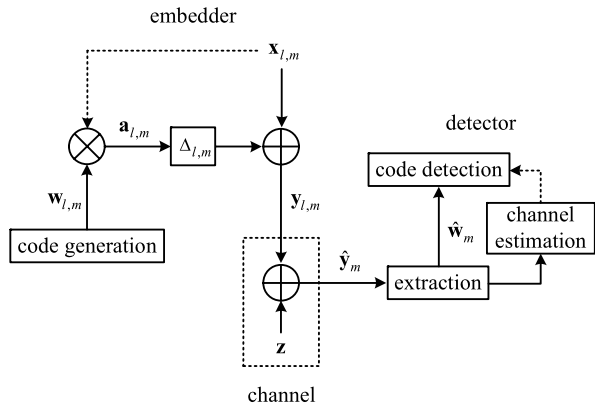 embedder
x_{l,m}
a_{l,m}
Δ_{l,m}
detector
code detection
w_{l,m}
y_{l,m}
code generation
ŵ_m
channel
estimation
ŷ_m
extraction
z
channel